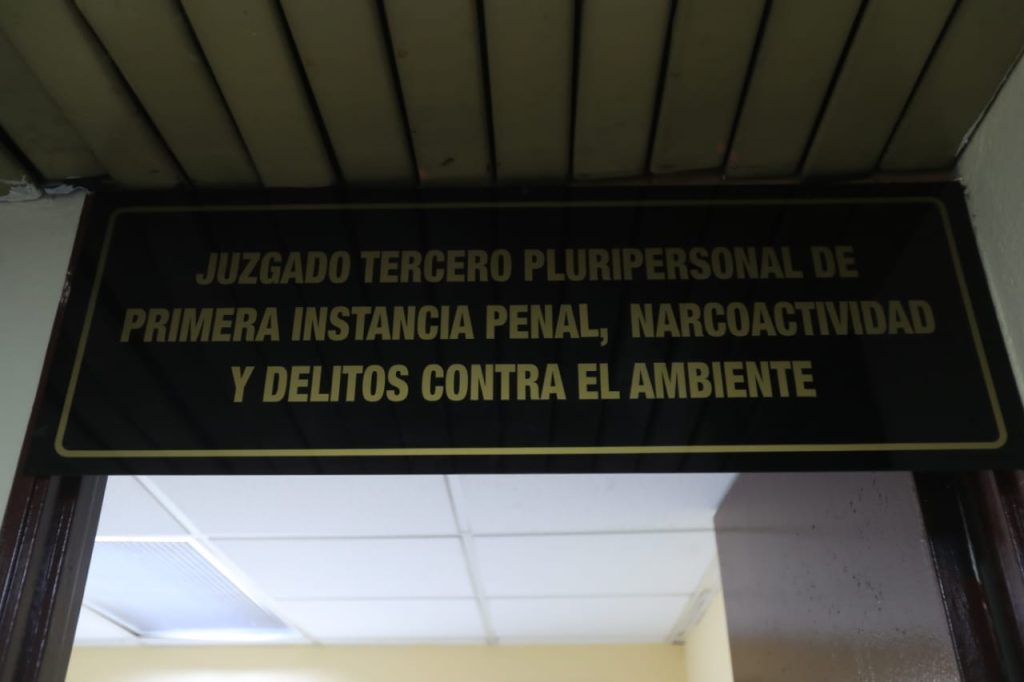 JUZGADO TERCERO PLURIPERSONAL DE
PRIMERA INSTANCIA PENAL, NARCOACTIVIDAD
Y DELITOS CONTRA EL AMBIENTE